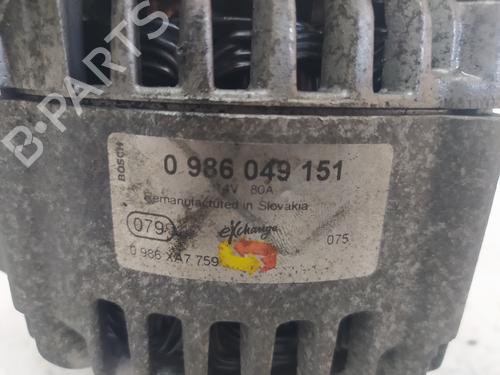 BOSCH
0 986 049 151
14V 80A
Remanufactured in Slovakia
079
eXchange
075
0 986 XA7 759
B-PARTS